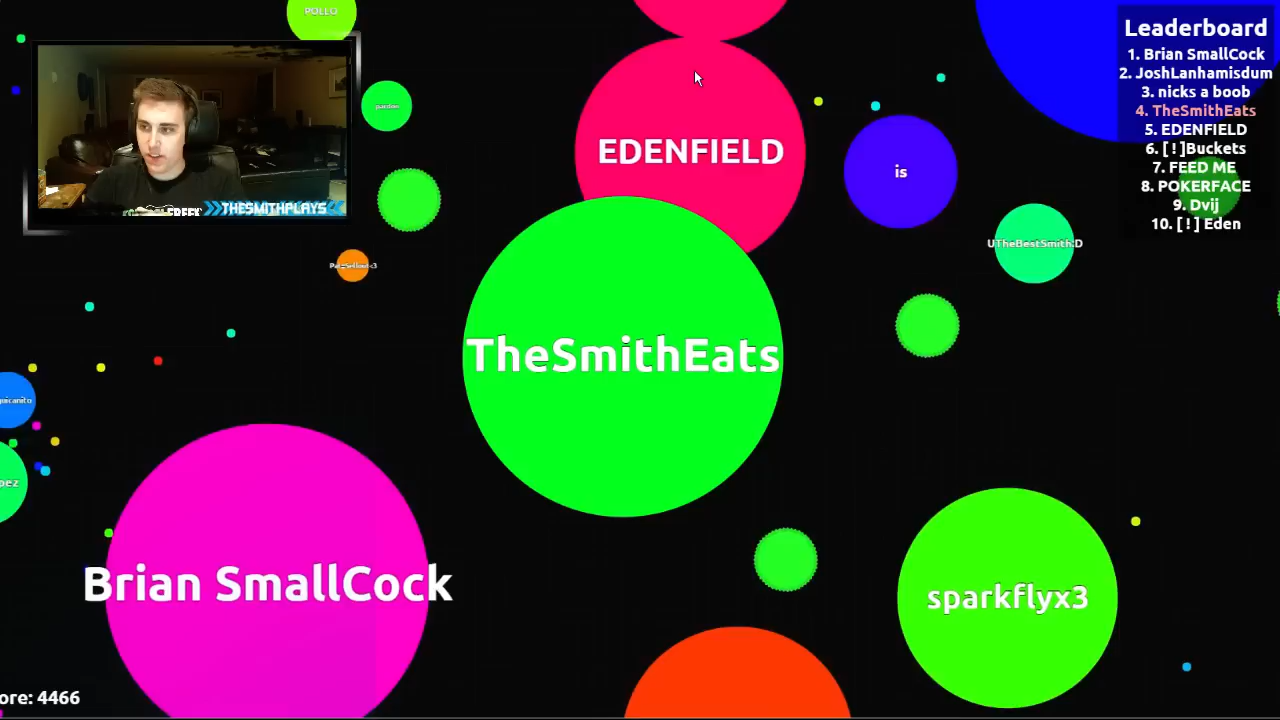 POLLO
Leaderboard
1. Brian SmallCock
2. JoshLanhamisdum
3. nicks a boob
4. TheSmithEats
5. EDENFIELD
6. [ ! ]Buckets
7. FEED ME
8. POKERFACE
9. Dvij
10. [ ! ] Eden
EDENFIELD
is
THESMITHPLAYS
UTheBestSmith:D
TheSmithEats
pez
Brian SmallCock
sparkflyx3
ore: 4466